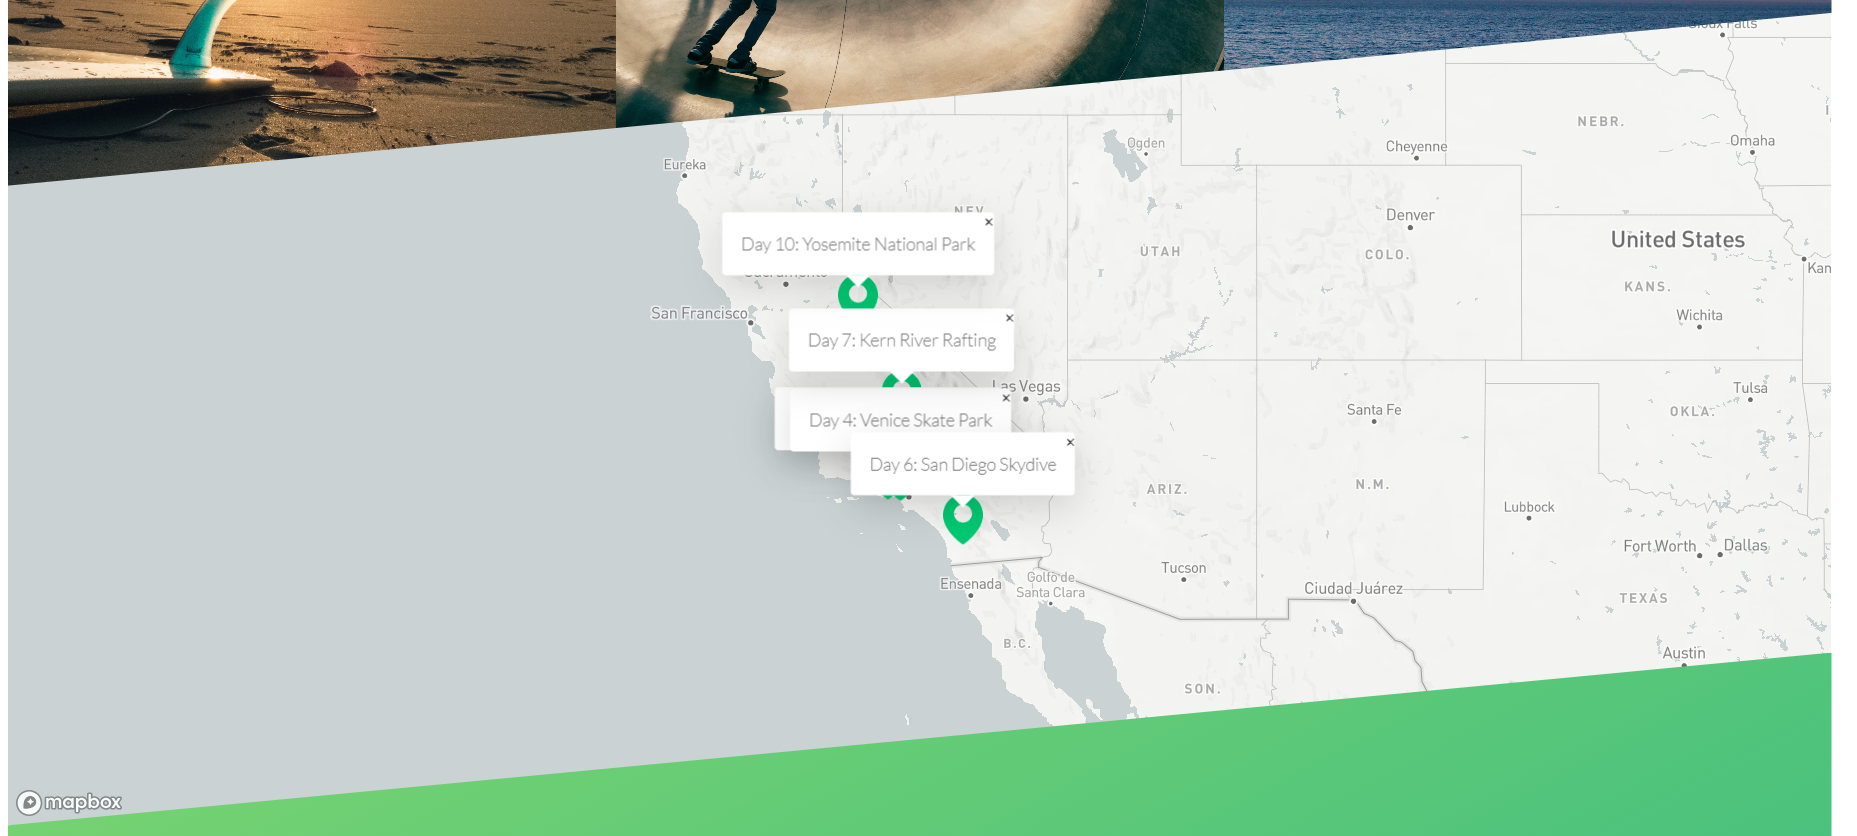 Sioux Falls
NEBR.
Omaha
Ogden
Cheyenne
Eureka
NEV.
Denver
United States
UTAH
COLO.
Day 10: Yosemite National Park
×
Sacramento
Kan
KANS.
San Francisco
Wichita
Day 7: Kern River Rafting
×
Las Vegas
Tulsa
Santa Fe
OKLA.
Day 4: Venice Skate Park
×
Day 6: San Diego Skydive
×
ARIZ.
N.M.
Lubbock
Fort Worth
Dallas
Tucson
Ensenada
Golfo de
Santa Clara
Ciudad Juárez
TEXAS
B.C.
Austin
SON.
mapbox